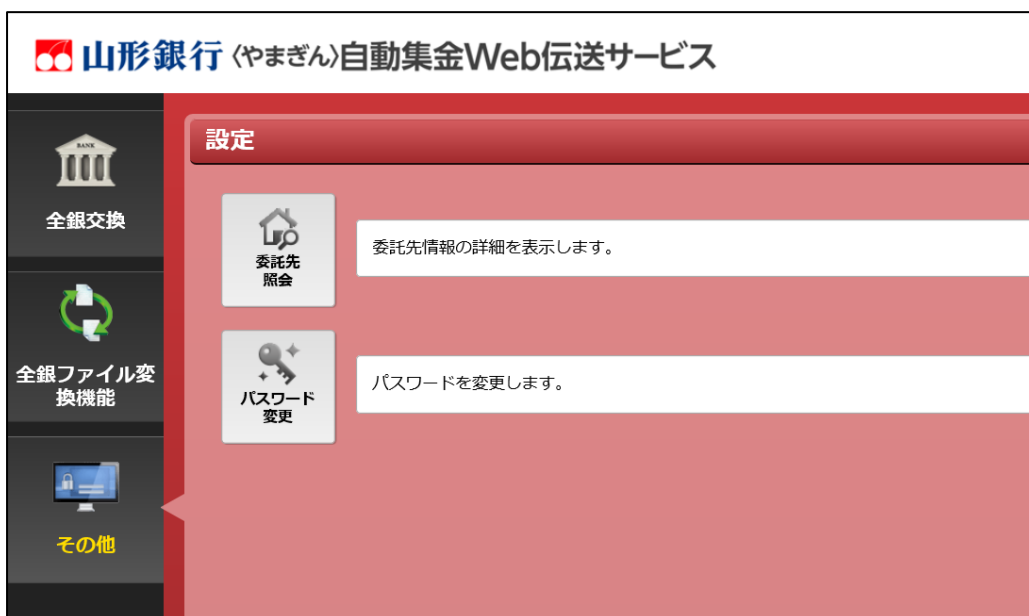 山形銀行〈やまぎん〉自動集金Web伝送サービス
BANK
全銀交換
全銀ファイル変
換機能
その他
設定
委託先
照会
委託先情報の詳細を表示します。
パスワード
変更
パスワードを変更します。